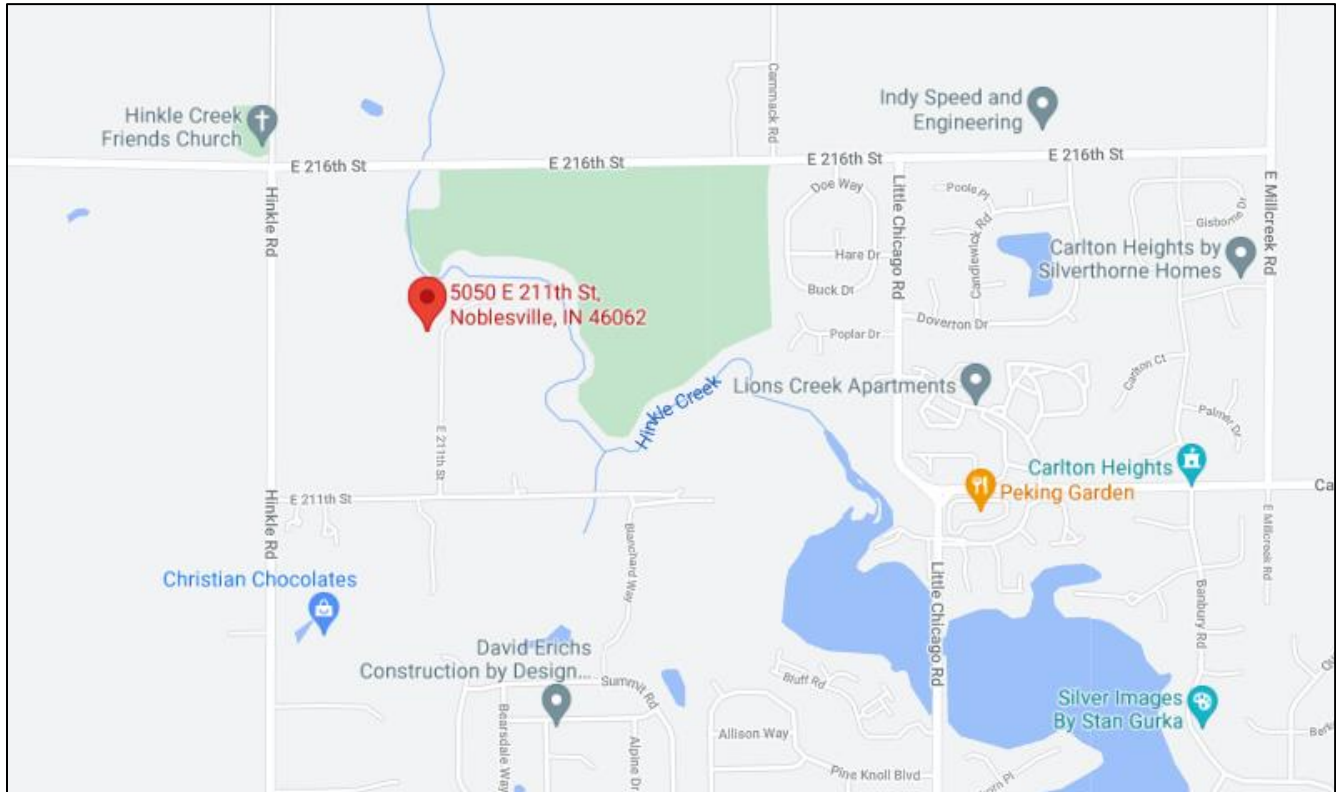 Cammack Rd
Hinkle Creek
Friends Church
Indy Speed and
Engineering
E 216th St
E 216th St
E 216th St
E 216th St
Hinkle Rd
Little Chicago Rd
E Millcreek Rd
Doe Way
Poole Pl
Gisborne Dr
Candlewick Rd
Hare Dr
Carlton Heights by
Silverthorne Homes
Buck Dr
5050 E 211th St,
Noblesville, IN 46062
Doverton Dr
Poplar Dr
Carlton Ct
Lions Creek Apartments
Hinkle Creek
Palmer Dr
E 211th St
Carlton Heights
Peking Garden
Ca
E 211th St
Hinkle Rd
E Millcreek Rd
Blanchard Way
Christian Chocolates
Little Chicago Rd
Banbury Rd
David Erichs
Construction by Design...
Summit Rd
Bluff Rd
Silver Images
By Stan Gurka
Bearsdale Way
Alpine Dr
Allison Way
Pine Knoll Blvd